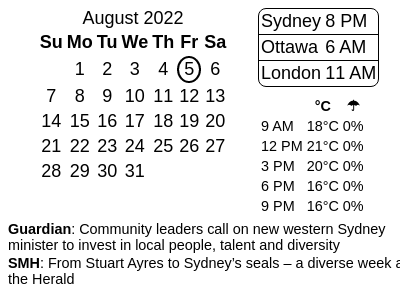 August 2022
Su Mo Tu We Th Fr Sa
1 2 3 4 5 6
7 8 9 10 11 12 13
14 15 16 17 18 19 20
21 22 23 24 25 26 27
28 29 30 31
Sydney 8 PM
Ottawa 6 AM
London 11 AM
°C ☂
9 AM 18°C 0%
12 PM 21°C 0%
3 PM 20°C 0%
6 PM 16°C 0%
9 PM 16°C 0%
Guardian: Community leaders call on new western Sydney
minister to invest in local people, talent and diversity
SMH: From Stuart Ayres to Sydney’s seals – a diverse week a
the Herald